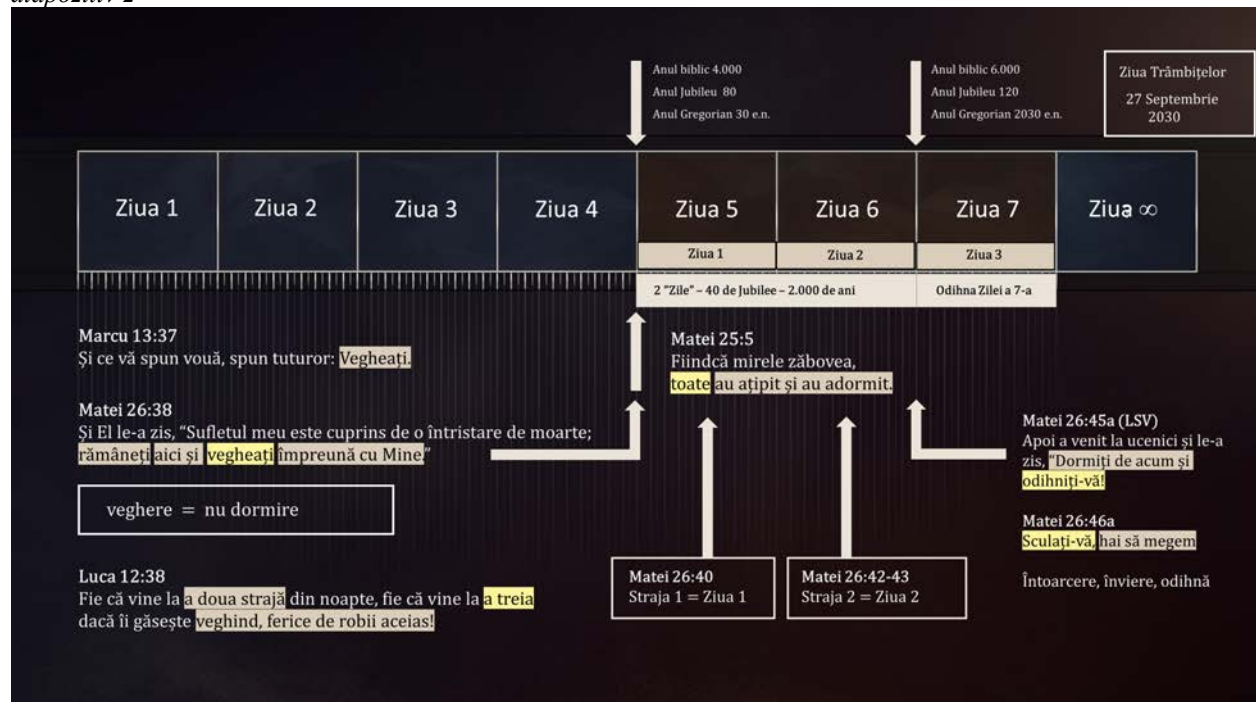 diapozitiv 2
Anul biblic 4.000
Anul Jubileu 80
Anul Gregorian 30 e.n.
Anul biblic 6.000
Anul Jubileu 120
Anul Gregorian 2030 e.n.
Ziua Trâmbițelor
27 Septembrie
2030
Ziua 1
Ziua 2
Ziua 3
Ziua 4
Ziua 5
Ziua 6
Ziua 7
Ziua ∞
Ziua 1
Ziua 2
Ziua 3
2 "Zile" – 40 de Jubilee – 2.000 de ani
Odihna Zilei a 7-a
Marcu 13:37
Și ce vă spun vouă, spun tuturor: Vegheați.
Matei 26:38
Și El le-a zis, "Sufletul meu este cuprins de o întristare de moarte;
rămâneți aici și vegheați împreună cu Mine."
veghere = nu dormire
Luca 12:38
Fie că vine la a doua strajă din noapte, fie că vine la a treia
dacă îi găsește veghind, ferice de robii aceias!
Matei 25:5
Fiindcă mirele zăbovea,
toate au ațipit și au adormit.
Matei 26:40
Straja 1 = Ziua 1
Matei 26:42-43
Straja 2 = Ziua 2
Matei 26:45a (LSV)
Apoi a venit la ucenici și le-a
zis, "Dormiți de acum și
odihniți-vă!
Matei 26:46a
Sculați-vă, hai să megem
Întoarcere, înviere, odihnă